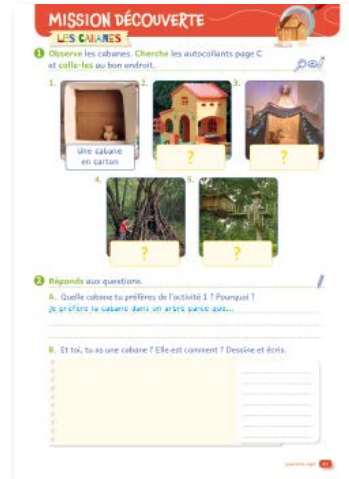 MISSION DÉCOUVERTE
LES CABANES
1 Observe les cabanes. Cherche les autocollants page C
et colle-les au bon endroit.
1.
2.
3.
Une cabane
en carton
?
?
4.
5.
?
?
2 Réponds aux questions.
A. Quelle cabane tu préfères de l'activité 1 ? Pourquoi ?
Je préfère la cabane dans un arbre parce que...
B. Et toi, tu as une cabane ? Elle est comment ? Dessine et écris.